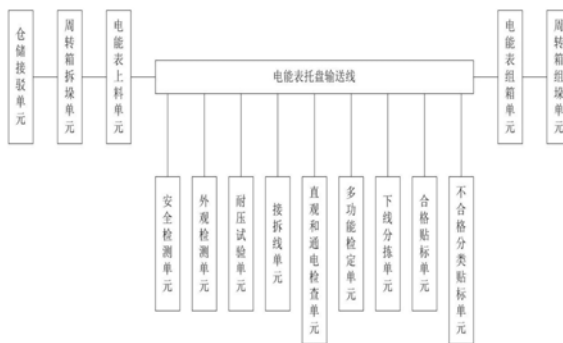 仓储接驳单元
周转箱拆垛单元
电能表上料单元
电能表托盘输送线
电能表组箱单元
周转箱组垛单元
安全检测单元
外观检测单元
耐压试验单元
接拆线单元
直观和通电检查单元
多功能检定单元
下线分拣单元
合格贴标单元
不合格分类贴标单元